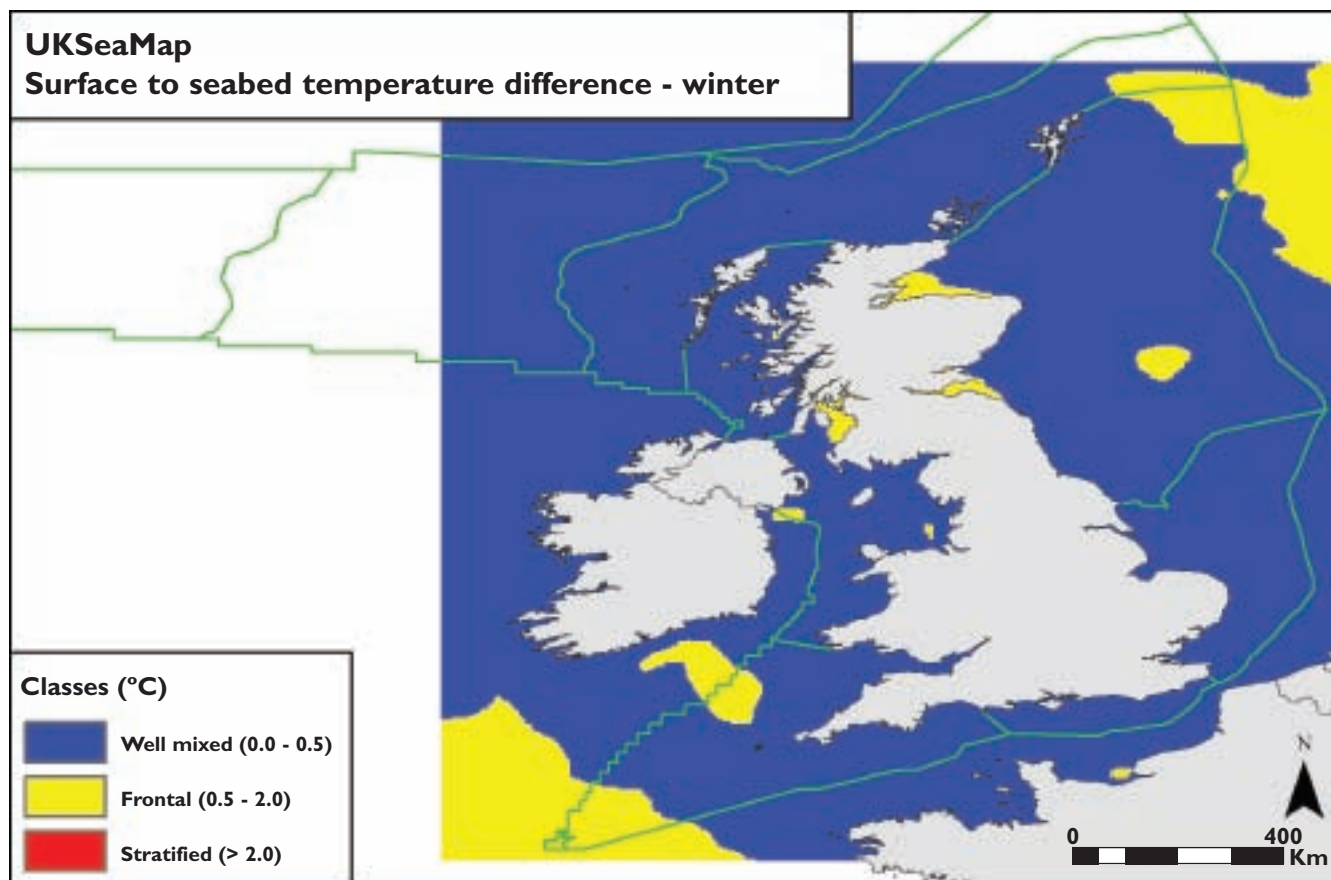 UKSeaMap
Surface to seabed temperature difference - winter
Classes (ºC)
Well mixed (0.0 - 0.5)
Frontal (0.5 - 2.0)
Stratified (> 2.0)
N
0 400
Km